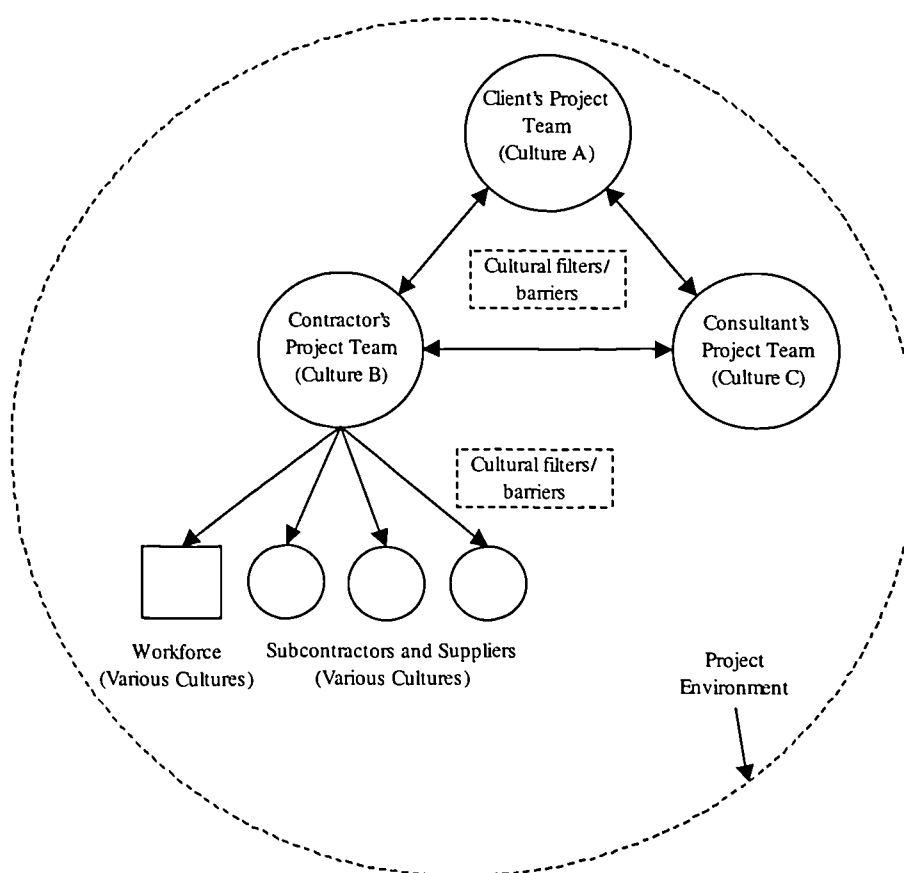 Client's Project
Team
(Culture A)
Cultural filters/
barriers
Contractor's
Project Team
(Culture B)
Consultant's
Project Team
(Culture C)
Cultural filters/
barriers
Workforce
(Various Cultures)
Subcontractors and Suppliers
(Various Cultures)
Project
Environment